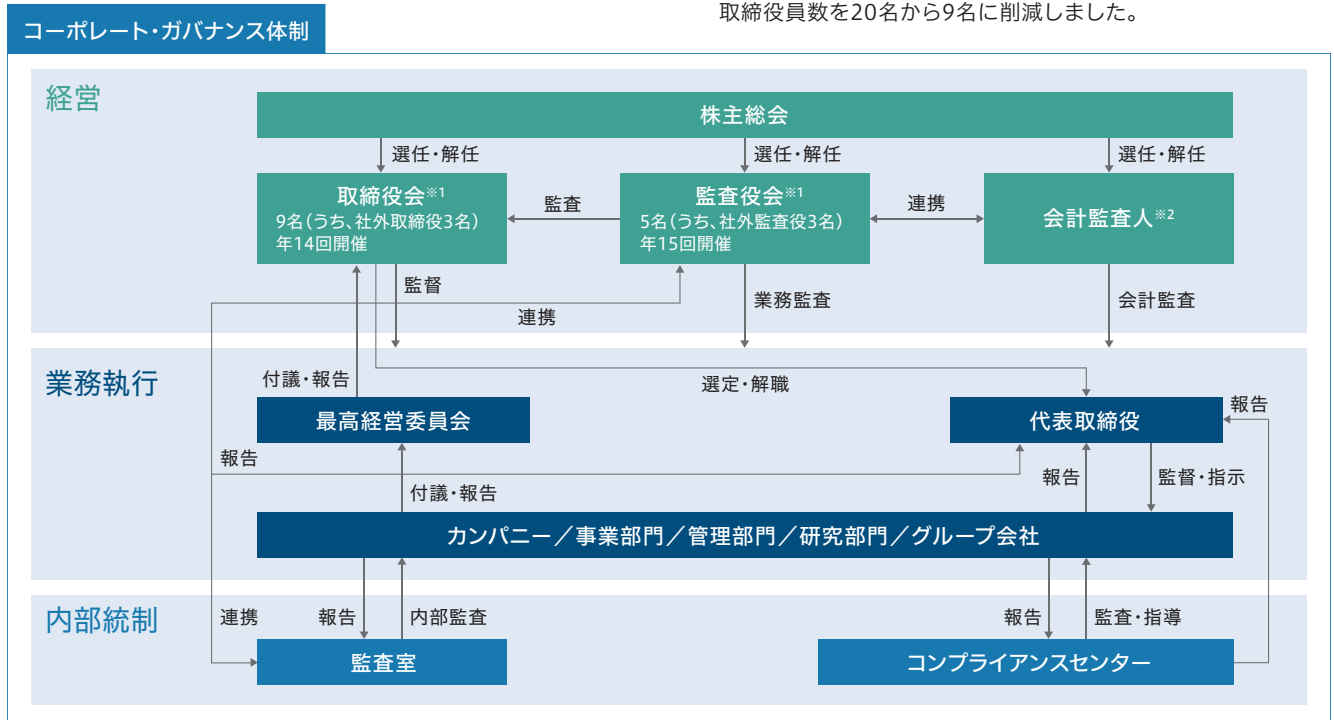 取締役員数を20名から9名に削減しました。
コーポレート・ガバナンス体制
経営
株主総会
選任・解任
選任・解任
選任・解任
取締役会※1
9名(うち、社外取締役3名)
年14回開催
監査
監査役会※1
5名(うち、社外監査役3名)
年15回開催
連携
会計監査人※2
監督
連携
業務監査
会計監査
業務執行
付議・報告
選定・解職
最高経営委員会
代表取締役
報告
報告
付議・報告
報告
監督・指示
カンパニー/事業部門/管理部門/研究部門/グループ会社
内部統制
連携
報告
内部監査
報告
監査・指導
監査室
コンプライアンスセンター